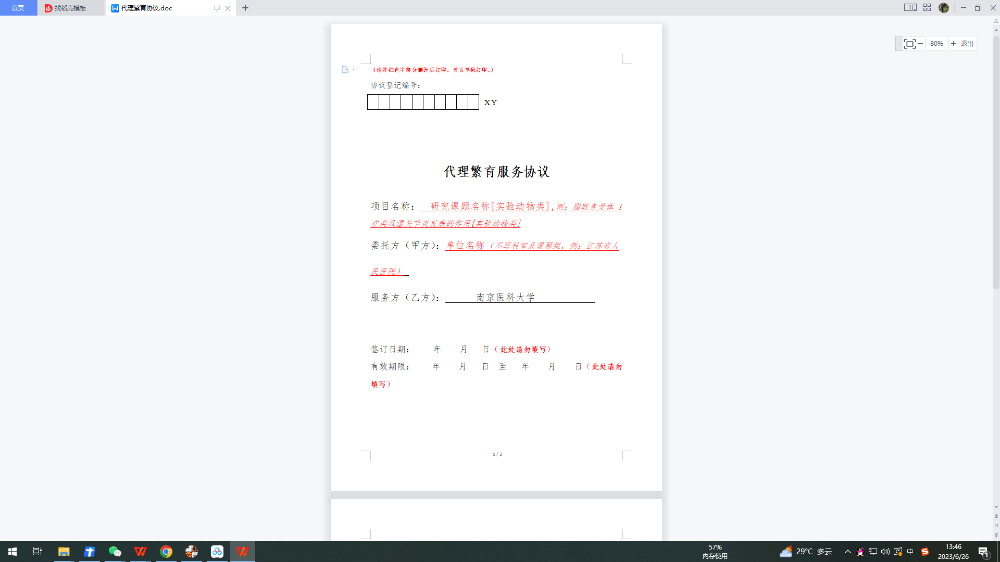 首页
找稻壳模板
代理繁育协议.doc
80%
退出
（请将红色字部分删掉后打印，首页单独打印。）
协议登记编号：
XY
代理繁育服务协议
项目名称： 研究课题名称[实验动物类],例：脂联素受体 1
在类风湿关节炎发病的作用[实验动物类]
委托方（甲方）：单位名称（不写科室及课题组，例：江苏省人
民医院）
服务方（乙方）： 南京医科大学
签订日期： 年 月 日（此处请勿填写）
有效期限： 年 月 日 至 年 月 日（此处请勿
填写）
1 / 2
57%
内存使用
29°C 多云
中
13:46
2023/6/26
1